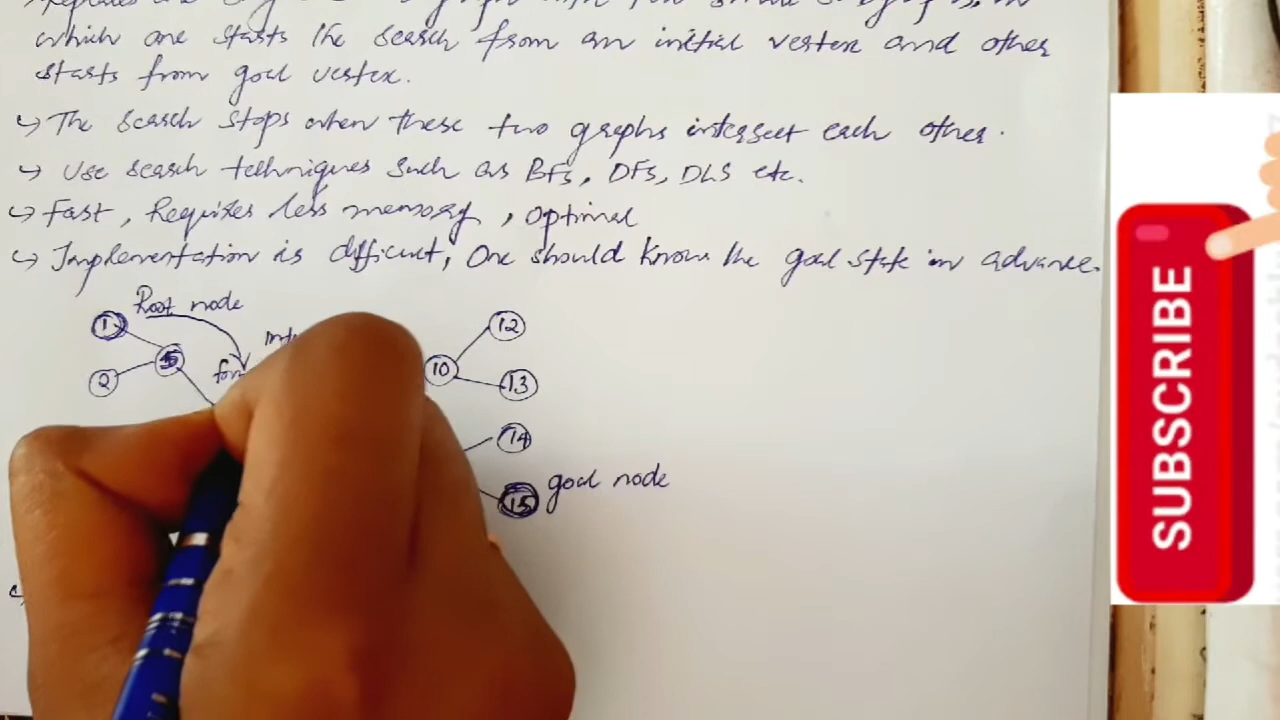 which one starts the search from an initial vertex and other
starts from goal vertex.
↳ The search stops when these two graphs intersect each other.
↳ Use search techniques such as BFS, DFS, DLS etc.
↳ Fast, Requires less memory, Optimal
↳ Implementation is difficult, One should know the goal state in advance.
Root node
1
12
5
10
2
13
14
15 goal node
SUBSCRIBE